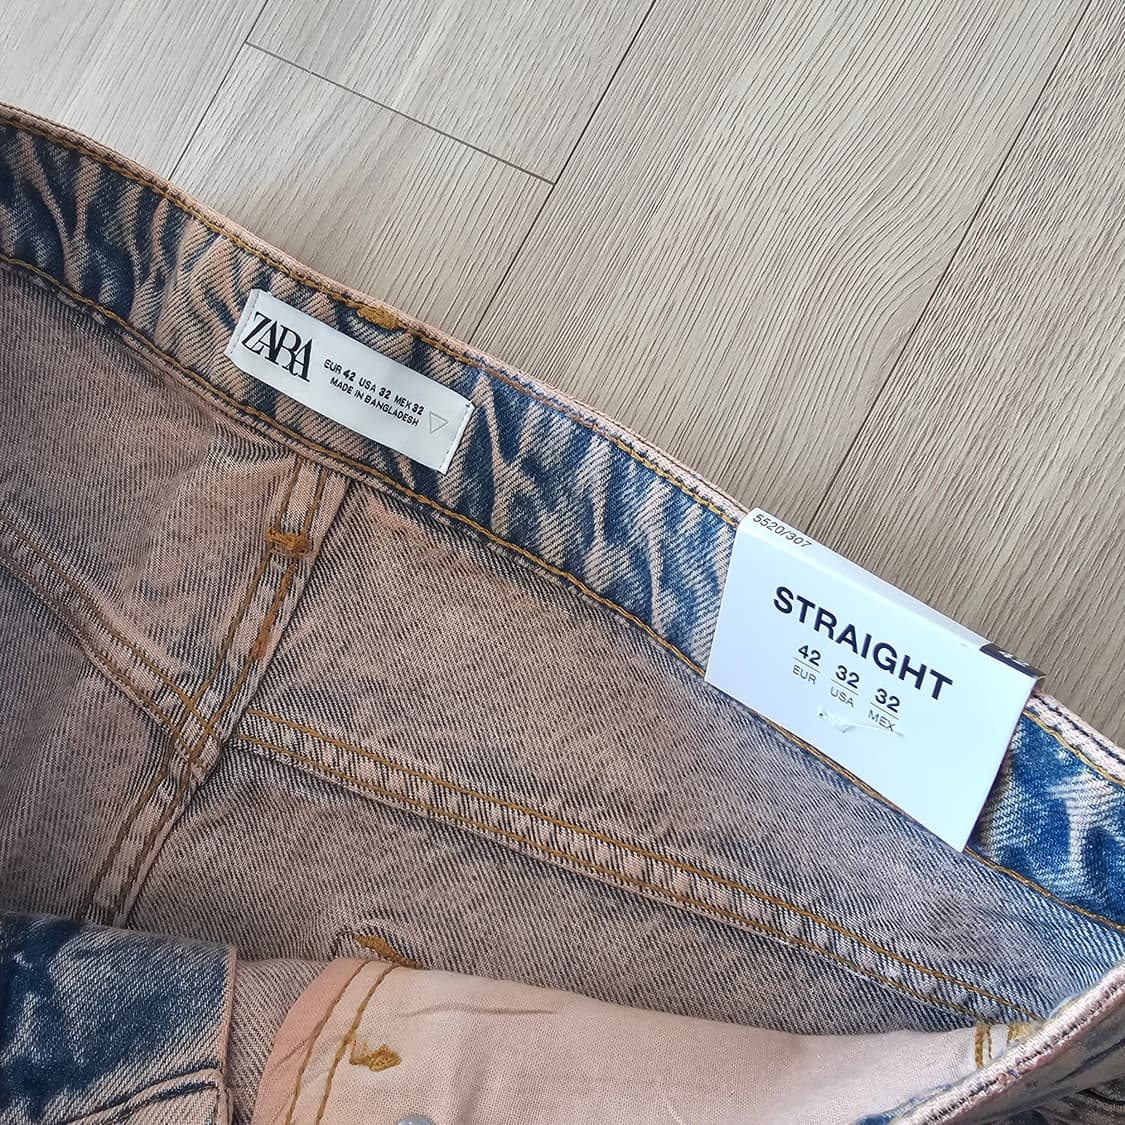 ZARA
EUR 42 USA 32 MEX 32
MADE IN BANGLADESH
5520/307
STRAIGHT
42 32 32
EUR USA MEX